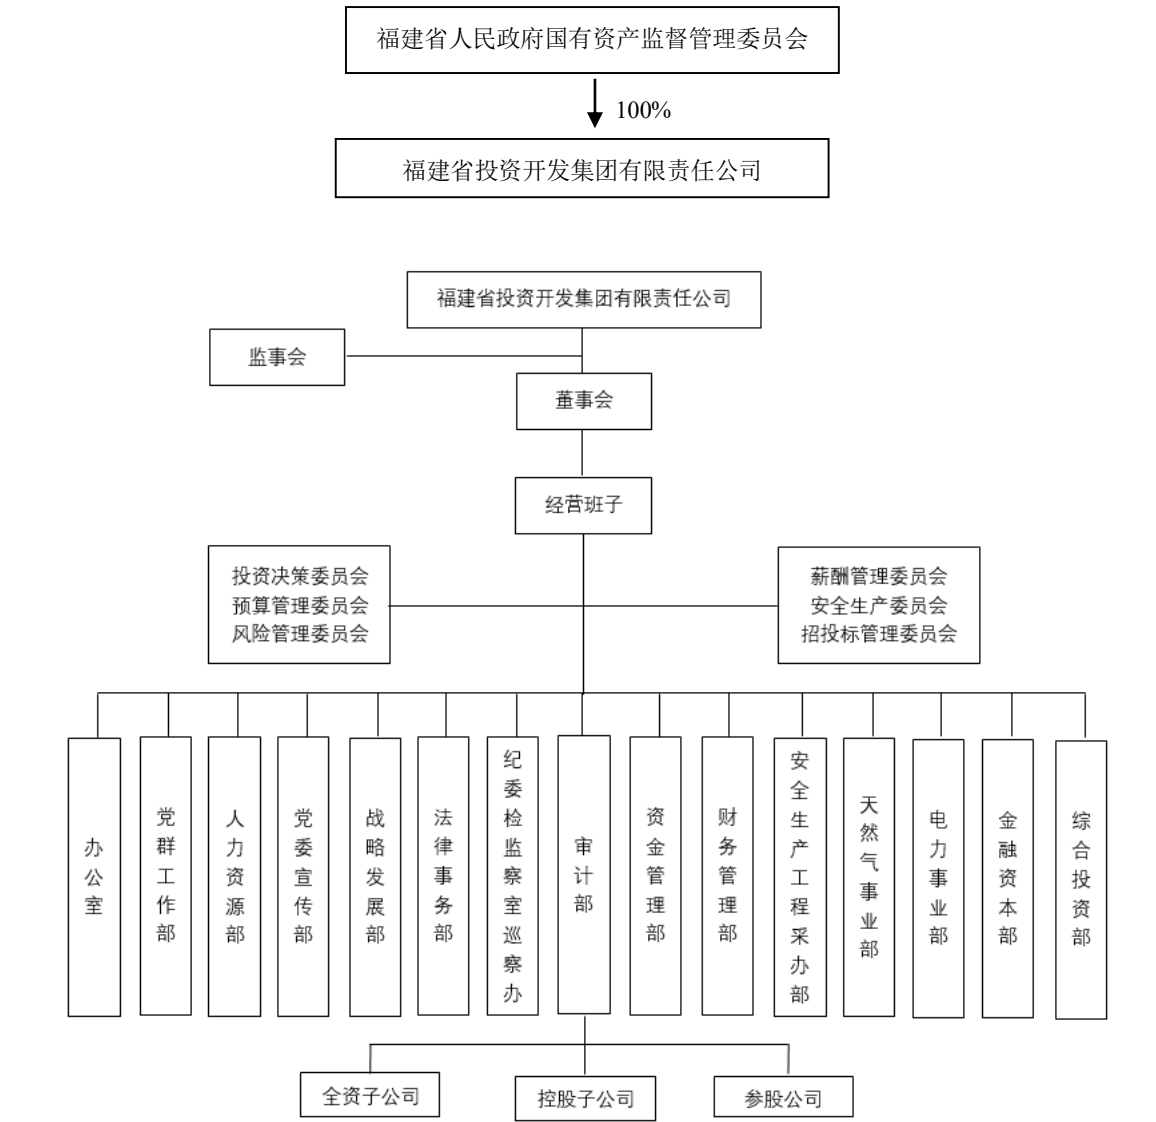 福建省人民政府国有资产监督管理委员会
100%
福建省投资开发集团有限责任公司
福建省投资开发集团有限责任公司
监事会
董事会
经营班子
投资决策委员会
预算管理委员会
风险管理委员会
薪酬管理委员会
安全生产委员会
招投标管理委员会
办公室
党群工作部
人力资源部
党委宣传部
战略发展部
法律事务部
纪委检监察室巡察办
审计部
资金管理部
财务管理部
安全生产工程采办部
天然气事业部
电力事业部
金融资本部
综合投资部
全资子公司
控股子公司
参股公司